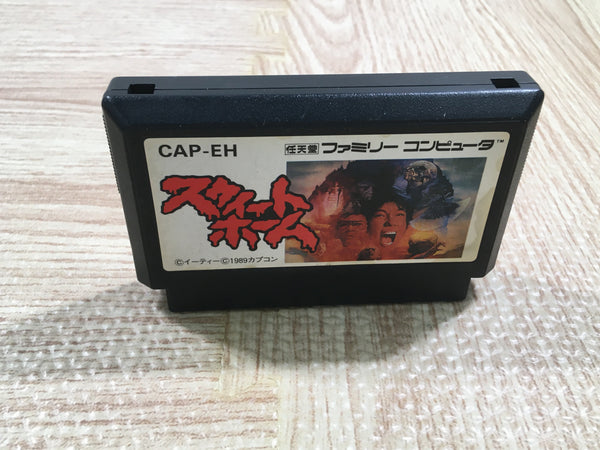 CAP-EH
任天堂 ファミリー コンピュータ™
スウィート
ホーム
©イーティー©1989カプコン